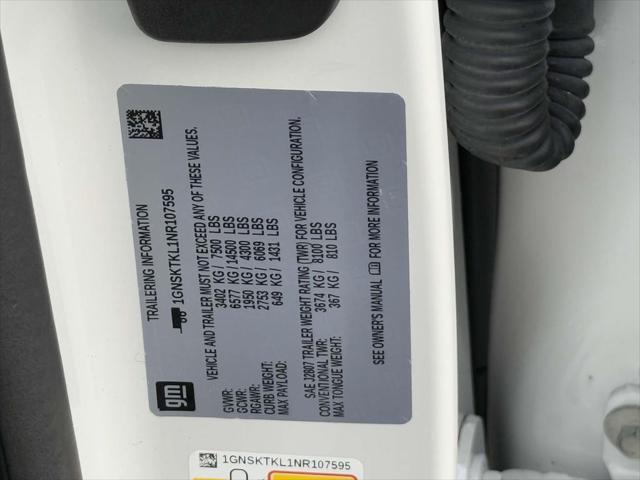 gm
TRAILERING INFORMATION
1GNSKTKL1NR107595
VEHICLE AND TRAILER MUST NOT EXCEED ANY OF THESE VALUES.
GVWR: 3402 KG / 7500 LBS
GCWR: 6577 KG / 14500 LBS
RGAWR: 1950 KG / 4300 LBS
CURB WEIGHT: 2753 KG / 6069 LBS
MAX PAYLOAD: 649 KG / 1431 LBS
SAE J2807 TRAILER WEIGHT RATING (TWR) FOR VEHICLE CONFIGURATION.
CONVENTIONAL TWR: 3674 KG / 8100 LBS
MAX TONGUE WEIGHT: 367 KG / 810 LBS
SEE OWNER'S MANUAL FOR MORE INFORMATION
1GNSKTKL1NR107595